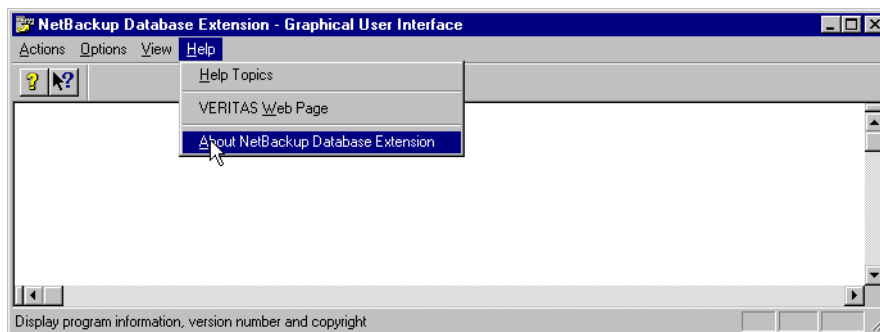 NetBackup Database Extension - Graphical User Interface
Actions Options View Help
Help Topics
VERITAS Web Page
About NetBackup Database Extension
Display program information, version number and copyright